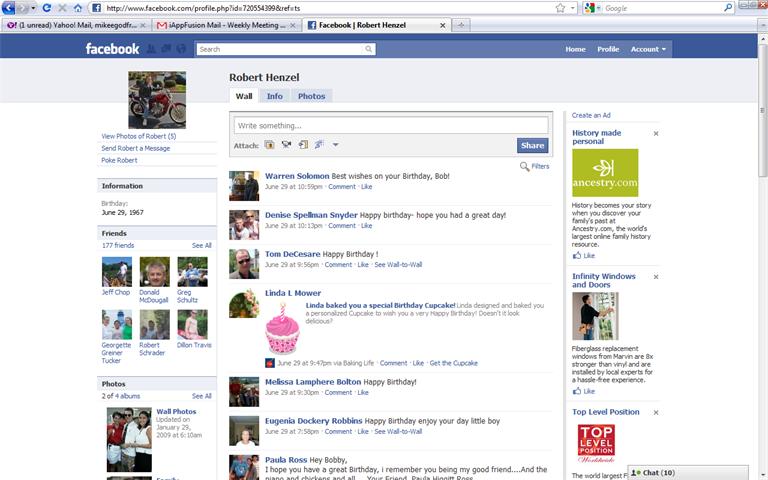 http://www.facebook.com/profile.php?id=720554399&ref=ts
Google
(1 unread) Yahoo! Mail, mikeegodfr...
iAppFusion Mail - Weekly Meeting ...
Facebook | Robert Henzel
facebook
Search
Home Profile Account
Robert Henzel
Wall Info Photos
Write something...
Attach:
Share
Filters
View Photos of Robert (5)
Send Robert a Message
Poke Robert
Information
Birthday:
June 29, 1967
Friends
177 friends See All
Jeff Chop
Donald McDougall
Greg Schultz
Georgette Greiner Tucker
Robert Schrader
Dillon Travis
Photos
2 of 4 albums See All
Wall Photos
Updated on
January 29,
2009 at 6:10am
Family
Warren Solomon Best wishes on your Birthday, Bob!
June 29 at 10:59pm · Comment · Like
Denise Spellman Snyder Happy birthday- hope you had a great day!
June 29 at 10:13pm · Comment · Like
Tom DeCesare Happy Birthday !
June 29 at 9:56pm · Comment · Like · See Wall-to-Wall
Linda L Mower
Linda baked you a special Birthday Cupcake! Linda designed and baked you
a personalized Cupcake to wish you a very Happy Birthday! Doesn't it look
delicious?
June 29 at 9:47pm via Baking Life · Comment · Like · Get the Cupcake
Melissa Lamphere Bolton Happy Birthday!
June 29 at 9:30pm · Comment · Like
Eugenia Dockery Robbins Happy Birthday enjoy your day little boy
June 29 at 7:58pm · Comment · Like · See Wall-to-Wall
Paula Ross Hey Bobby,
I hope you have a great Birthday, i remember you being my good friend....And the
piano and chickens and all.... Your Friend, Paula Higgitt Ross
Create an Ad
History made
personal
ancestry.com
History becomes your story
when you discover your
family's past at
Ancestry.com, the world's
largest online family history
resource.
Like
Infinity Windows
and Doors
Fiberglass replacement
windows from Marvin are 8x
stronger than vinyl and are
installed by local experts for
a hassle-free experience.
Like
Top Level Position
TOP
LEVEL
POSITION
Worldwide
The world's largest
Chat (10)